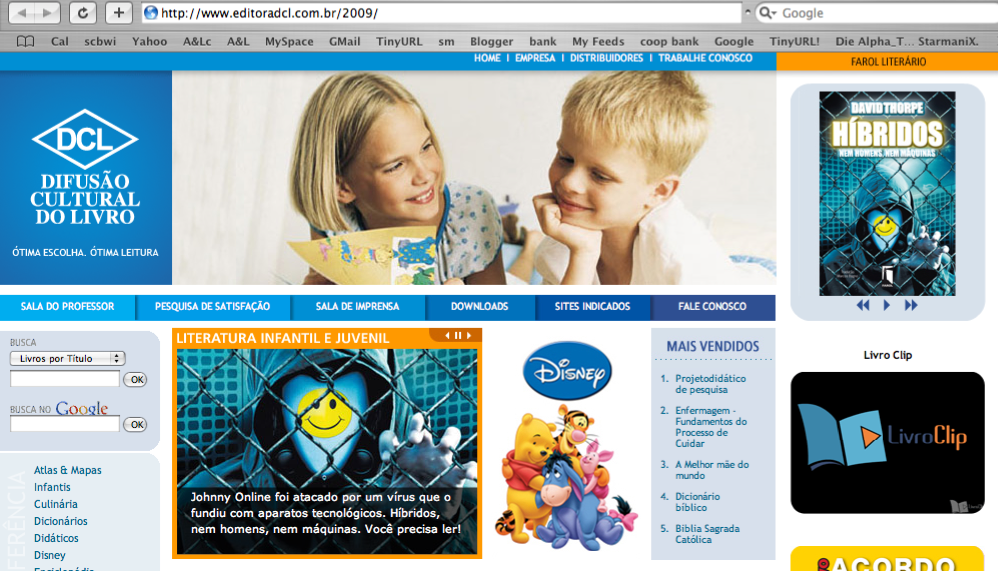 http://www.editoradcl.com.br/2009/
Google
Cal scbwi Yahoo A&Lc A&L MySpace GMail TinyURL sm Blogger bank My Feeds coop bank Google TinyURL! Die Alpha_T... StarmaniX.
HOME | EMPRESA | DISTRIBUIDORES | TRABALHE CONOSCO
FAROL LITERÁRIO
DCL
DIFUSÃO
CULTURAL
DO LIVRO
ÓTIMA ESCOLHA. ÓTIMA LEITURA
DAVID THORPE
HÍBRIDOS
NEM HOMENS, NEM MÁQUINAS
SALA DO PROFESSOR
PESQUISA DE SATISFAÇÃO
SALA DE IMPRENSA
DOWNLOADS
SITES INDICADOS
FALE CONOSCO
BUSCA
Livros por Título
OK
BUSCA NO Google
OK
FERÊNCIA
Atlas & Mapas
Infantis
Culinária
Dicionários
Didáticos
Disney
Enciclopédia
LITERATURA INFANTIL E JUVENIL
Johnny Online foi atacado por um vírus que o
fundiu com aparatos tecnológicos. Híbridos,
nem homens, nem máquinas. Você precisa ler!
DISNEY
MAIS VENDIDOS
1. Projetodidático
de pesquisa
2. Enfermagem -
Fundamentos do
Processo de
Cuidar
3. A Melhor mãe do
mundo
4. Dicionário
bíblico
5. Bíblia Sagrada
Católica
Livro Clip
LivroClip
LivroClip
ACORDO